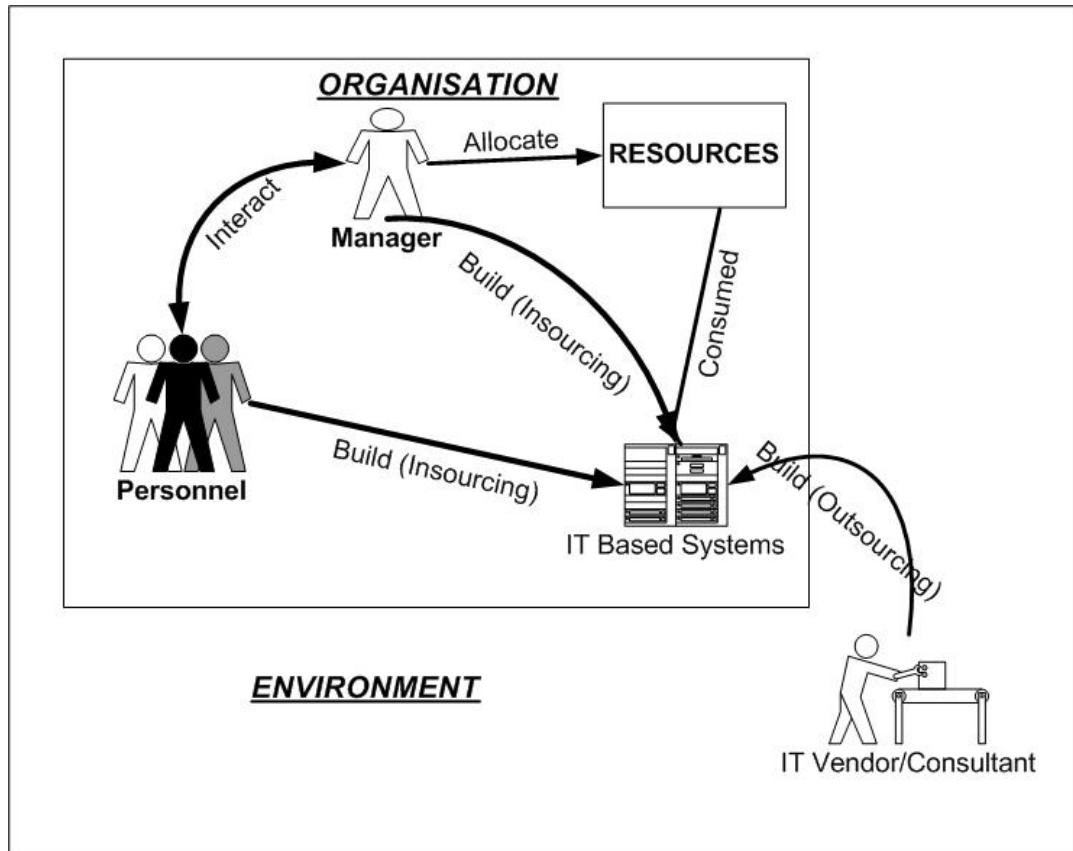 ORGANISATION
Allocate
RESOURCES
Interact
Manager
Build (Insourcing)
Consumed
Personnel
Build (Insourcing)
IT Based Systems
Build (Outsourcing)
ENVIRONMENT
IT Vendor/Consultant